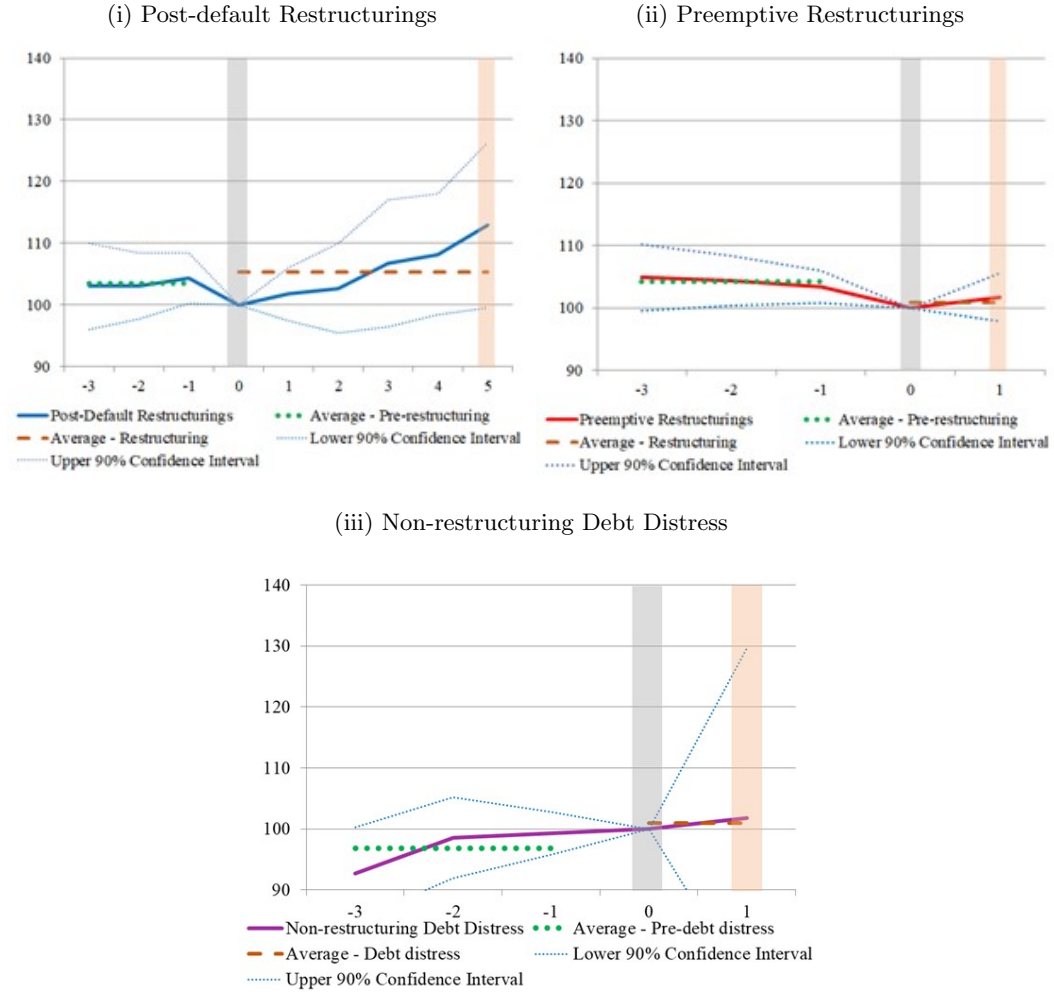 (i) Post-default Restructurings
140
130
120
110
100
90
-3 -2 -1 0 1 2 3 4 5
Post-Default Restructurings Average - Pre-restructuring
Average - Restructuring Lower 90% Confidence Interval
Upper 90% Confidence Interval
(ii) Preemptive Restructurings
140
130
120
110
100
90
-3 -2 -1 0 1
Preemptive Restructurings Average - Pre-restructuring
Average - Restructuring Lower 90% Confidence Interval
Upper 90% Confidence Interval
(iii) Non-restructuring Debt Distress
140
130
120
110
100
90
-3 -2 -1 0 1
Non-restructuring Debt Distress Average - Pre-debt distress
Average - Debt distress Lower 90% Confidence Interval
Upper 90% Confidence Interval